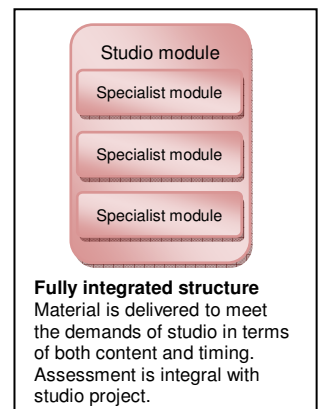 Studio module
Specialist module
Specialist module
Specialist module
Fully integrated structure
Material is delivered to meet
the demands of studio in terms
of both content and timing.
Assessment is integral with
studio project.